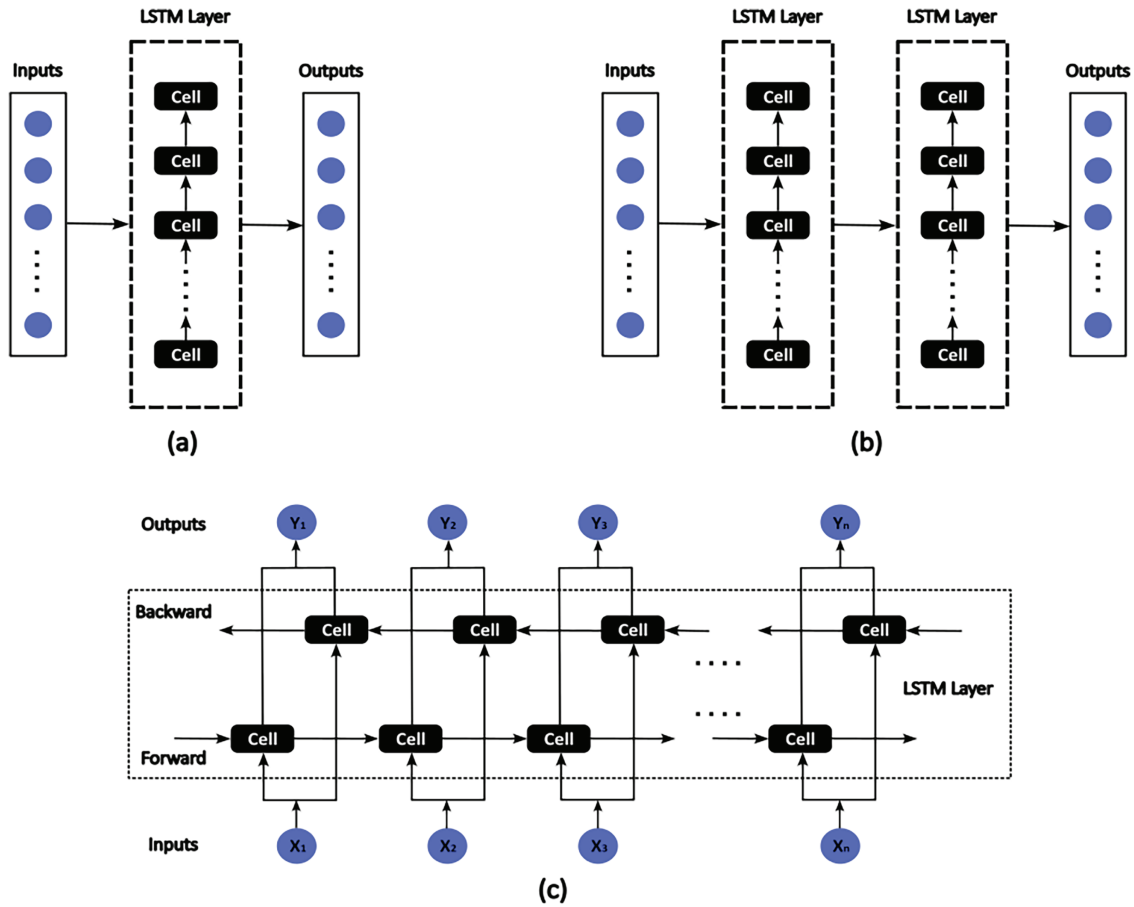 LSTM Layer
Inputs
Outputs
Cell
Cell
Cell
Cell
(a)
LSTM Layer
LSTM Layer
Inputs
Outputs
Cell
Cell
Cell
Cell
Cell
Cell
Cell
Cell
(b)
Outputs
Y₁
Y₂
Y₃
Yₙ
Backward
Cell
Cell
Cell
Cell
LSTM Layer
Cell
Cell
Cell
Cell
Forward
Inputs
X₁
X₂
X₃
Xₙ
(c)